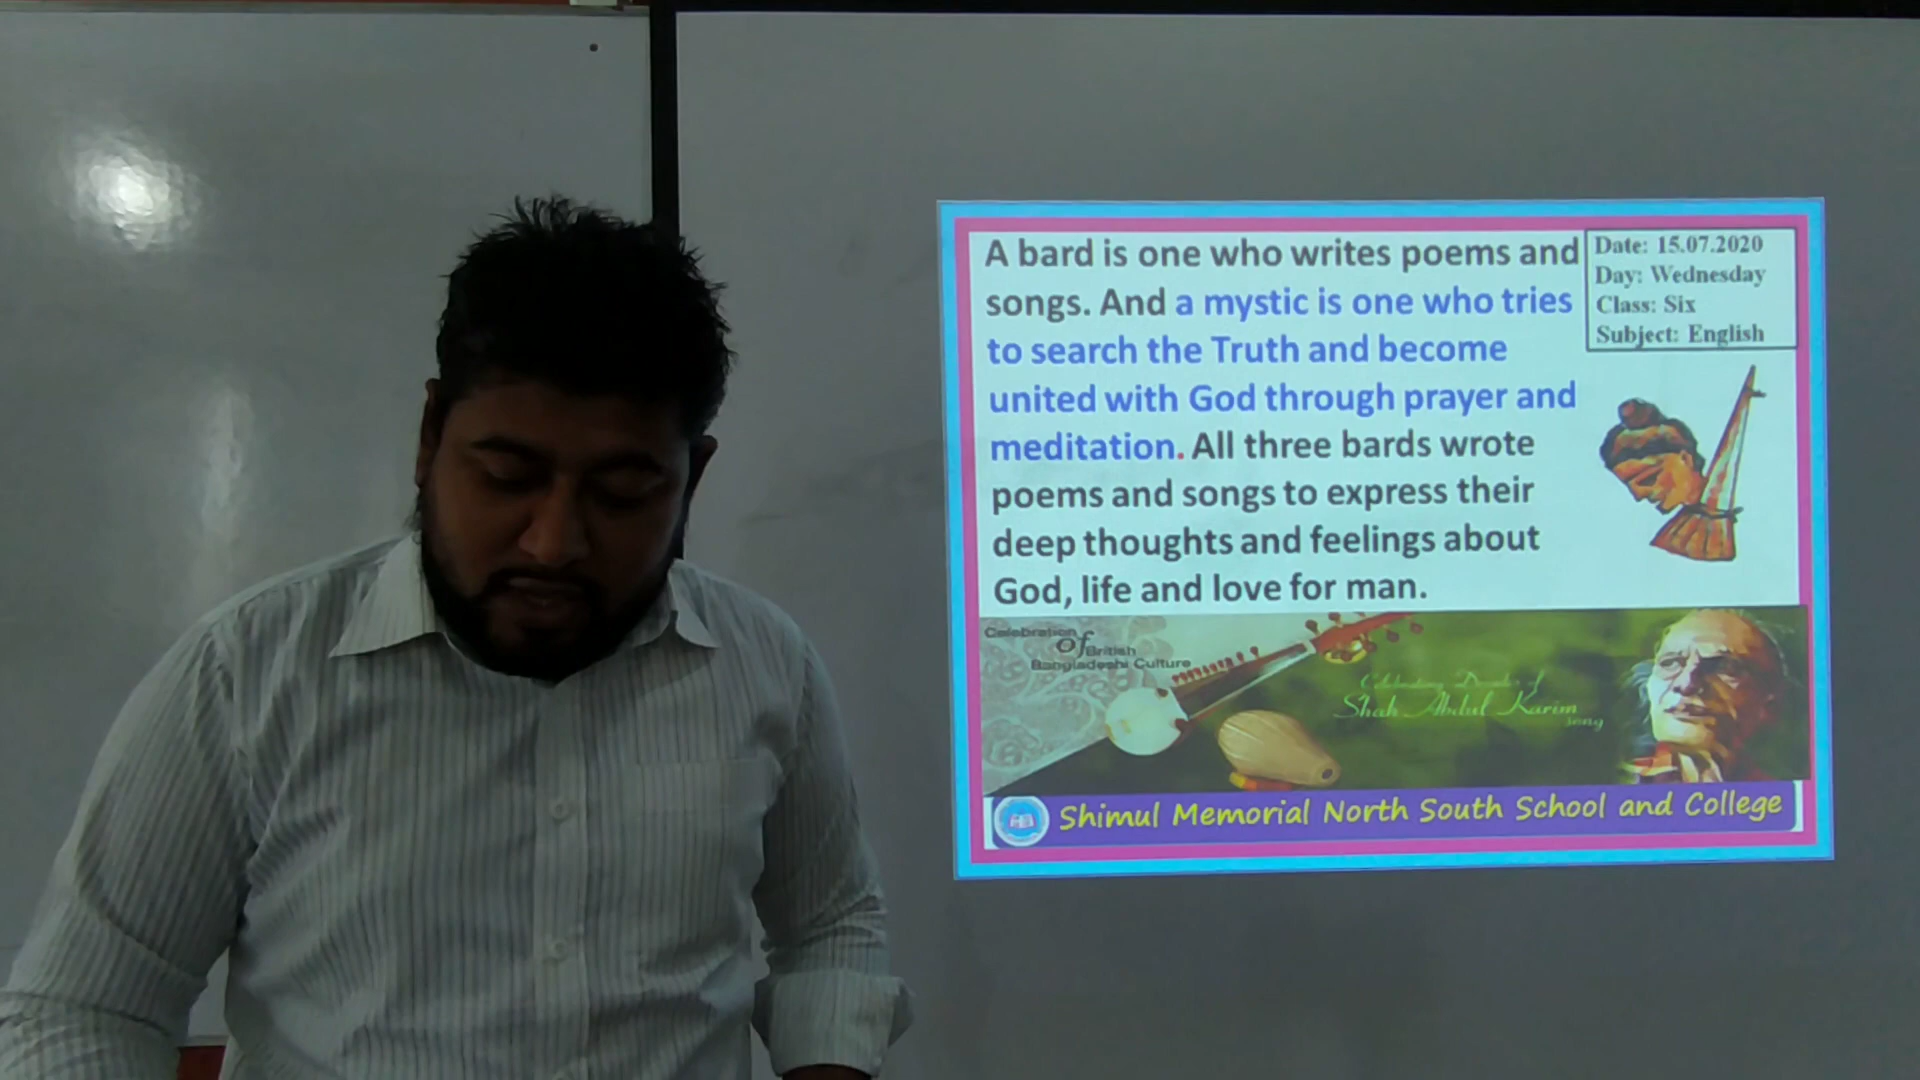 A bard is one who writes poems and
songs. And a mystic is one who tries
to search the Truth and become
united with God through prayer and
meditation. All three bards wrote
poems and songs to express their
deep thoughts and feelings about
God, life and love for man.
Date: 15.07.2020
Day: Wednesday
Class: Six
Subject: English
Celebration
of British
Bangladeshi Culture
Shah Abdul Karim
song
Shimul Memorial North South School and College